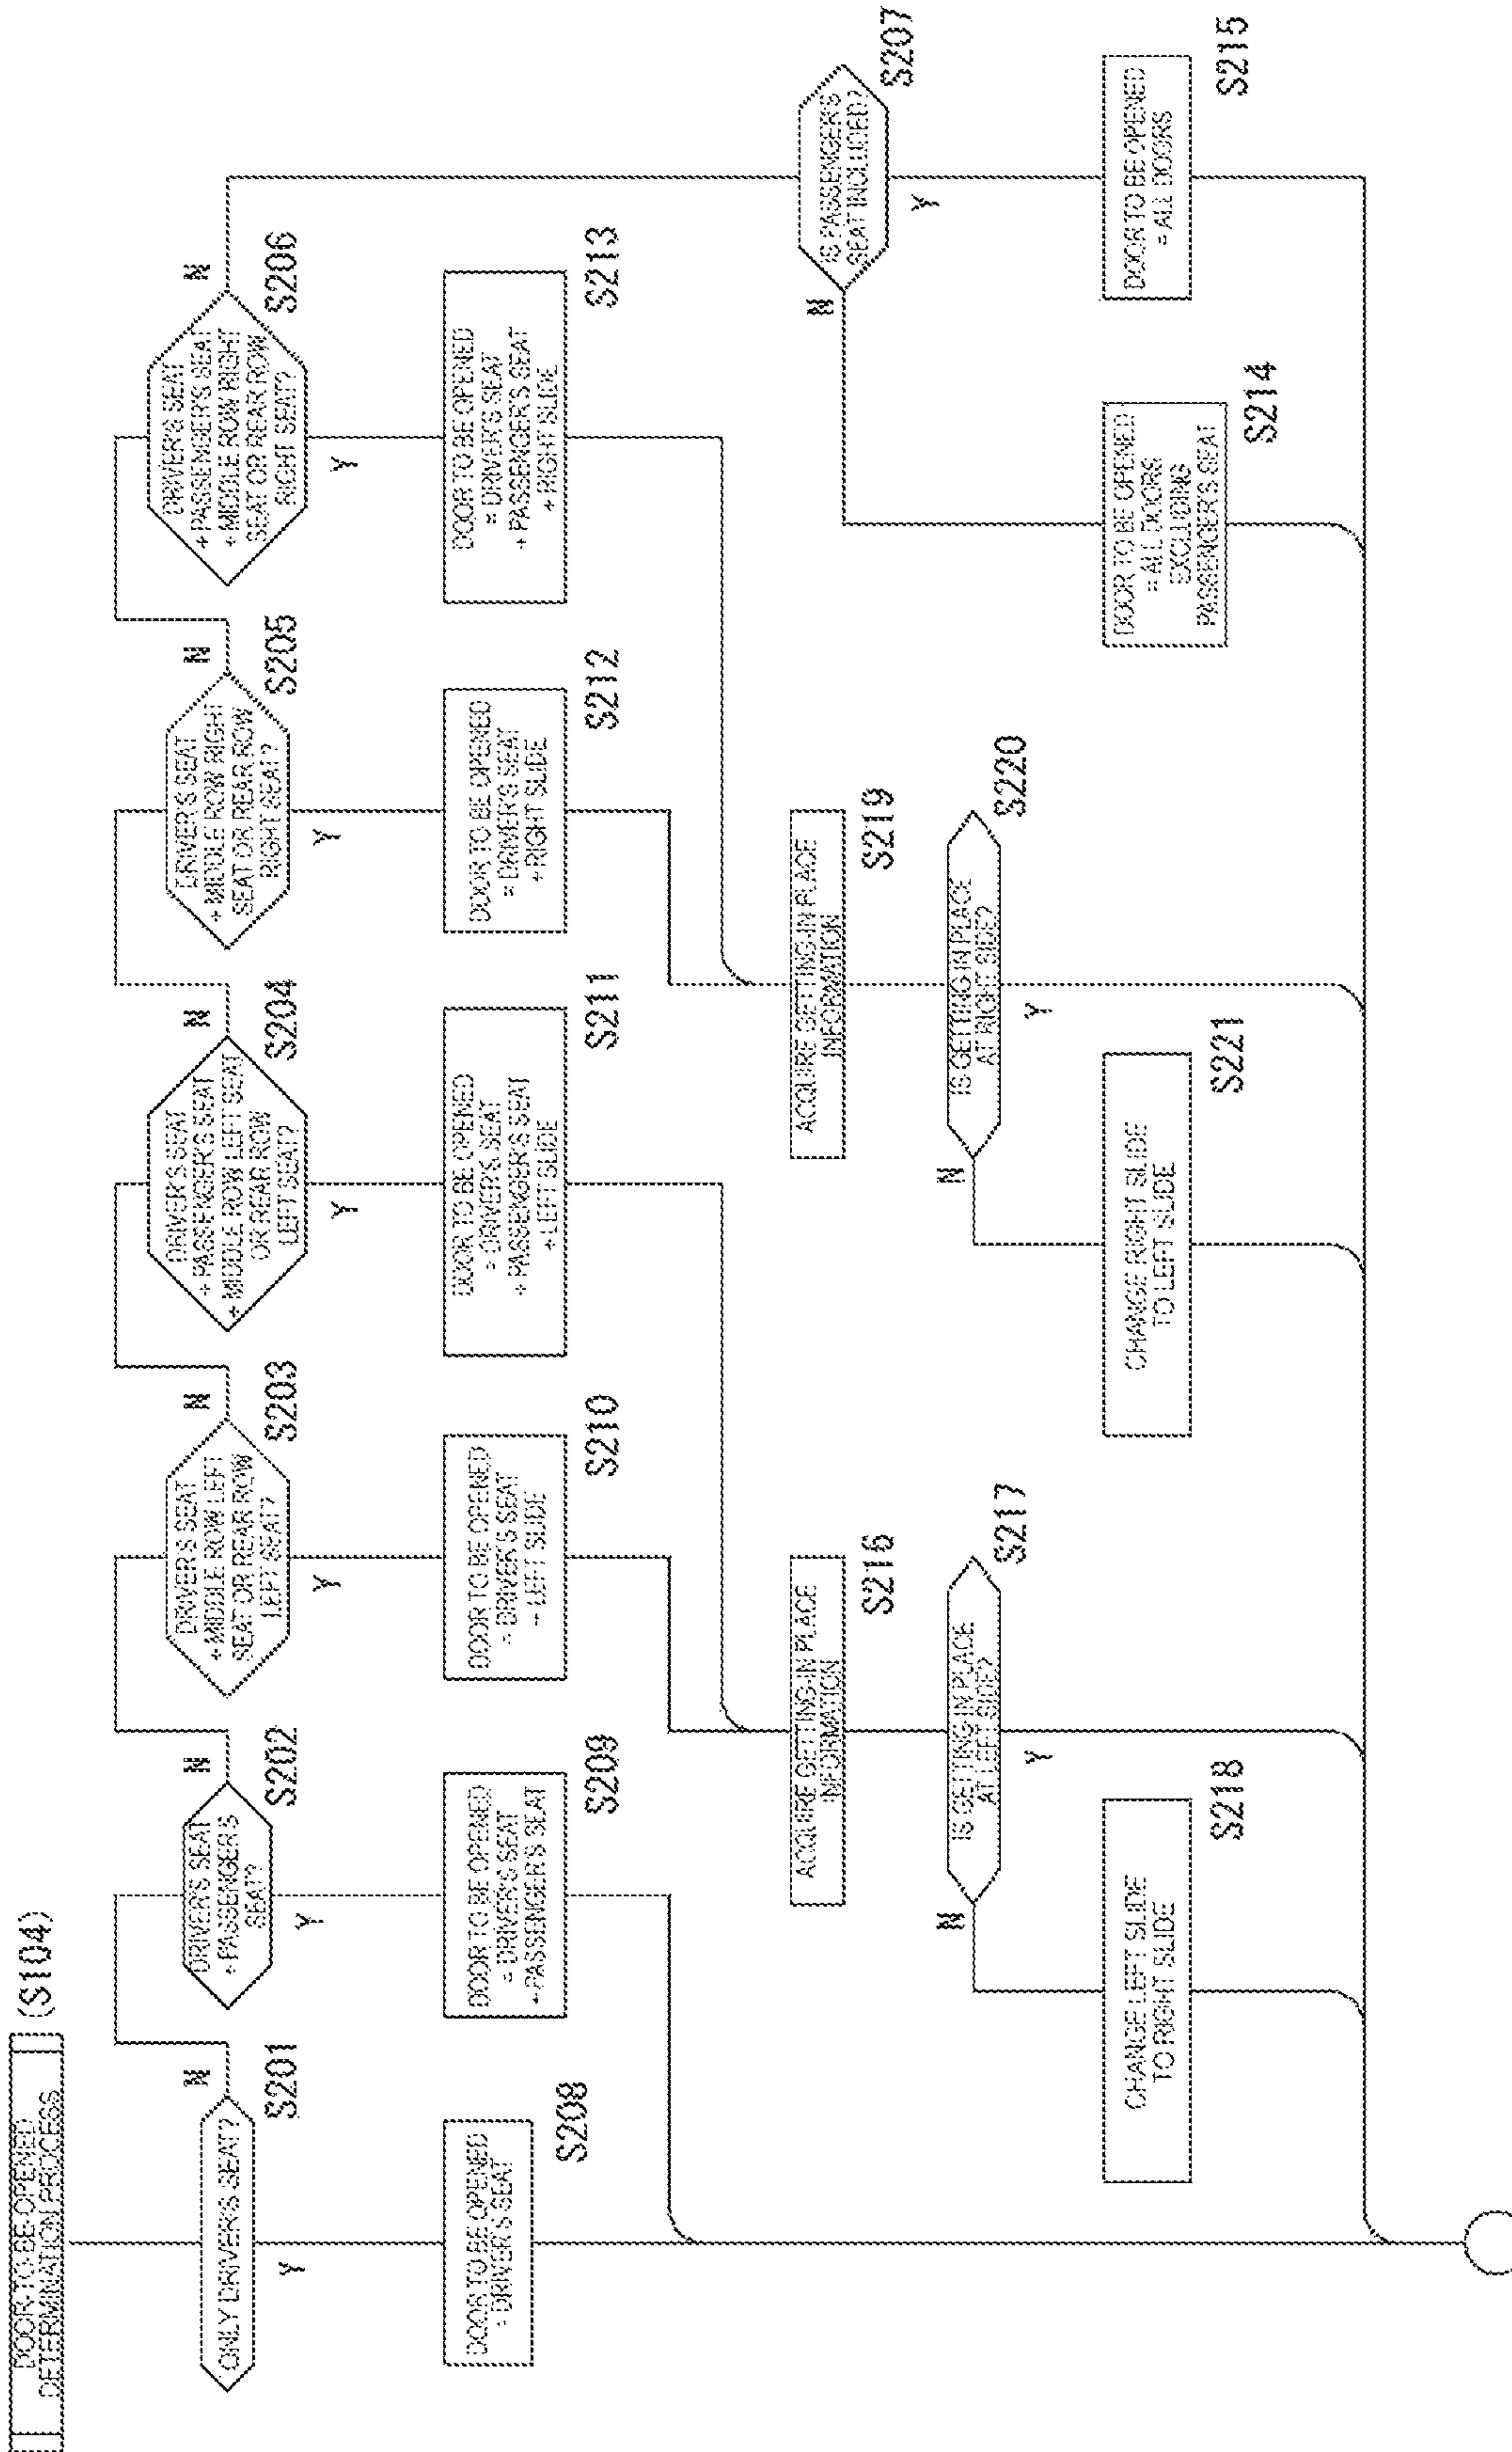 DOOR-TO-BE-OPENED
DETERMINATION PROCESS
(S104)
ONLY DRIVER'S SEAT?
N
S201
Y
DOOR TO BE OPENED
= DRIVER'S SEAT
S208
DRIVER'S SEAT
+ PASSENGER'S
SEAT?
N
S202
Y
DOOR TO BE OPENED
= DRIVER'S SEAT
+ PASSENGER'S SEAT
S209
DRIVER'S SEAT
+ MIDDLE ROW LEFT
SEAT OR REAR ROW
LEFT SEAT?
N
S203
Y
DOOR TO BE OPENED
= DRIVER'S SEAT
+ LEFT SLIDE
S210
DRIVER'S SEAT
+ PASSENGER'S SEAT
+ MIDDLE ROW LEFT SEAT
OR REAR ROW
LEFT SEAT?
N
S204
Y
DOOR TO BE OPENED
= DRIVER'S SEAT
+ PASSENGER'S SEAT
+ LEFT SLIDE
S211
DRIVER'S SEAT
+ MIDDLE ROW RIGHT
SEAT OR REAR ROW
RIGHT SEAT?
N
S205
Y
DOOR TO BE OPENED
= DRIVER'S SEAT
+ RIGHT SLIDE
S212
DRIVER'S SEAT
+ PASSENGER'S SEAT
+ MIDDLE ROW RIGHT
SEAT OR REAR ROW
RIGHT SEAT?
N
S206
Y
DOOR TO BE OPENED
= DRIVER'S SEAT
+ PASSENGER'S SEAT
+ RIGHT SLIDE
S213
ACQUIRE GETTING-IN PLACE
INFORMATION
S216
IS GETTING IN PLACE
AT LEFT SIDE?
S217
N
Y
CHANGE LEFT SLIDE
TO RIGHT SLIDE
S218
ACQUIRE GETTING-IN PLACE
INFORMATION
S219
IS GETTING IN PLACE
AT RIGHT SIDE?
S220
N
Y
CHANGE RIGHT SLIDE
TO LEFT SLIDE
S221
IS PASSENGER'S
SEAT INCLUDED?
S207
N
Y
DOOR TO BE OPENED
= ALL DOORS
EXCLUDING
PASSENGER'S SEAT
S214
DOOR TO BE OPENED
= ALL DOORS
S215